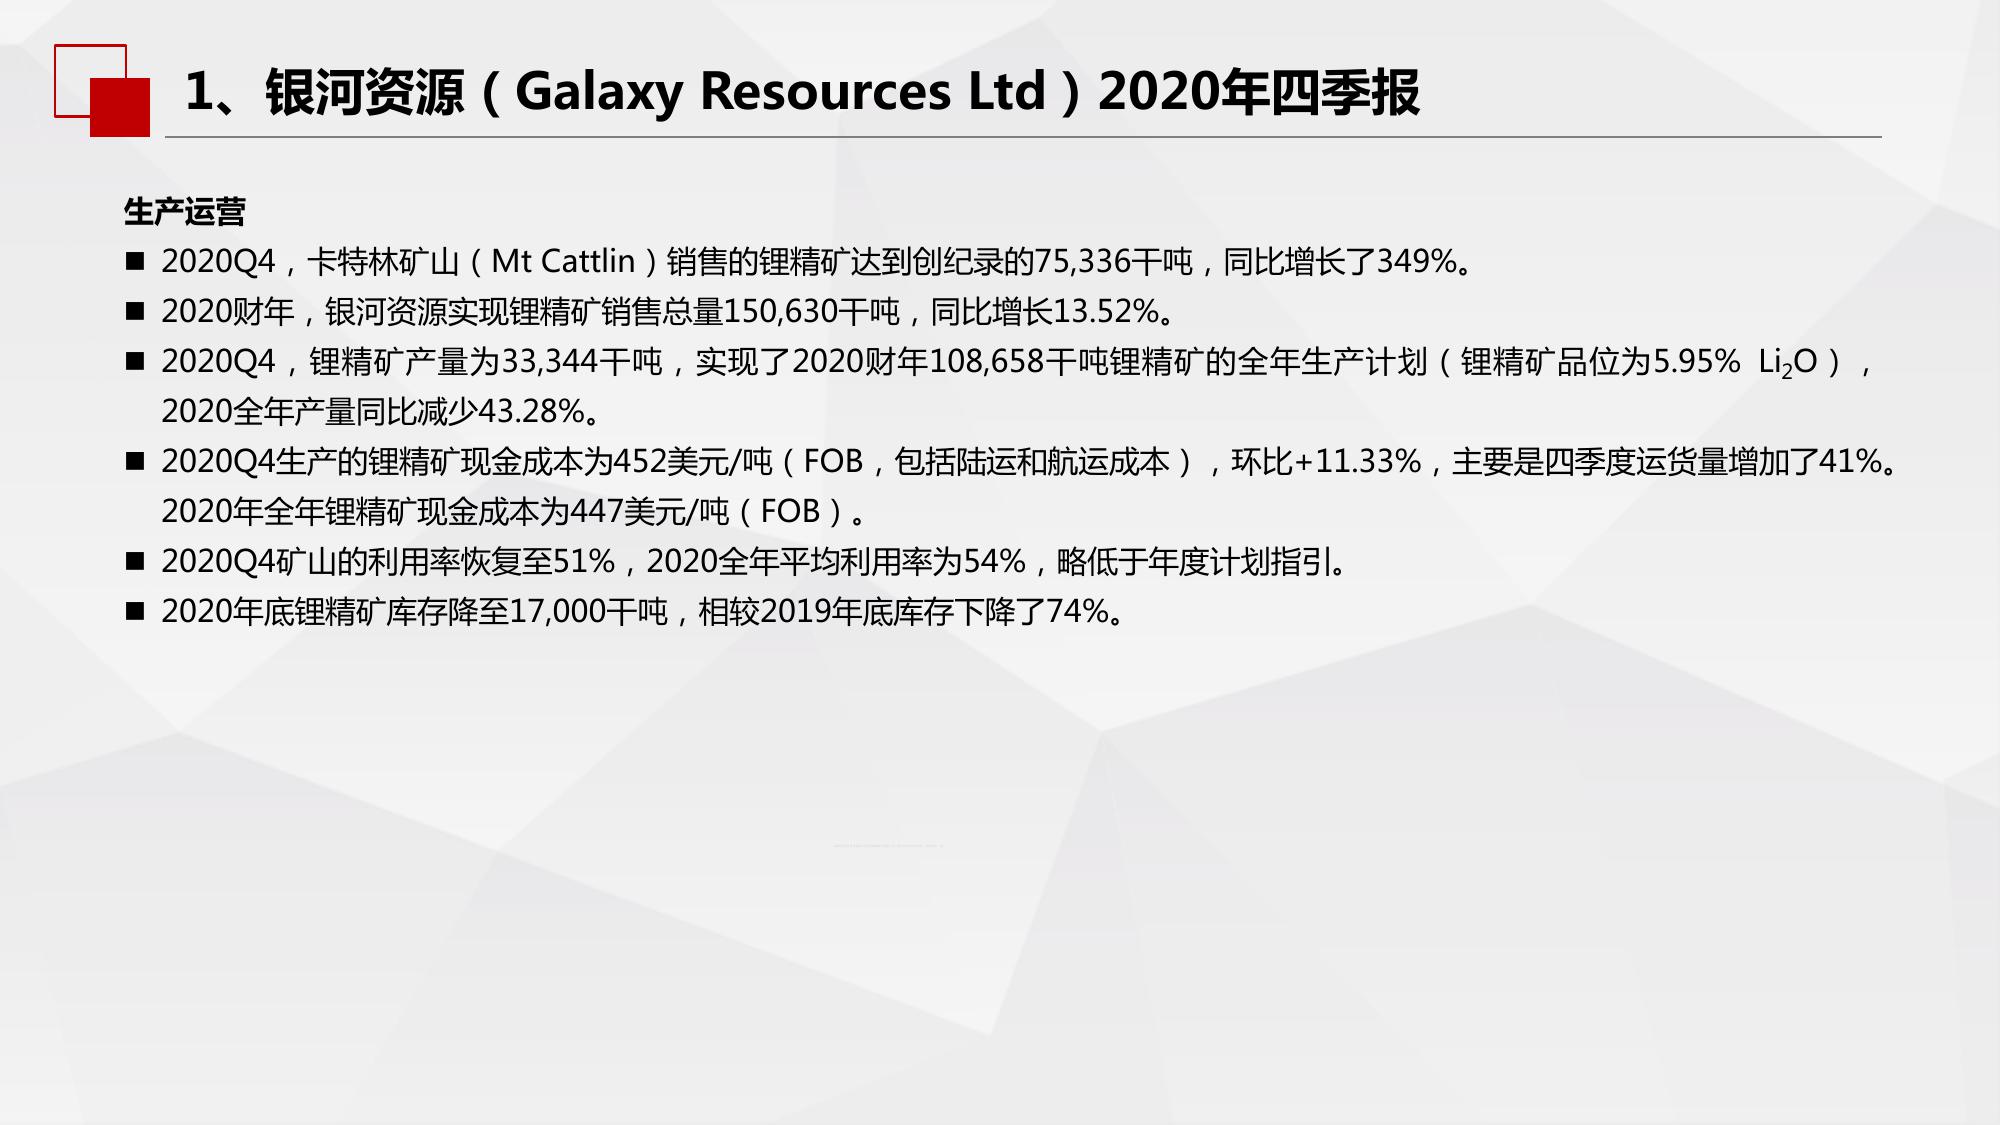 1、银河资源（Galaxy Resources Ltd）2020年四季报
生产运营
■ 2020Q4，卡特林矿山（Mt Cattlin）销售的锂精矿达到创纪录的75,336干吨，同比增长了349%。
■ 2020财年，银河资源实现锂精矿销售总量150,630干吨，同比增长13.52%。
■ 2020Q4，锂精矿产量为33,344干吨，实现了2020财年108,658干吨锂精矿的全年生产计划（锂精矿品位为5.95% Li₂O），
2020全年产量同比减少43.28%。
■ 2020Q4生产的锂精矿现金成本为452美元/吨（FOB，包括陆运和航运成本），环比+11.33%，主要是四季度运货量增加了41%。
2020年全年锂精矿现金成本为447美元/吨（FOB）。
■ 2020Q4矿山的利用率恢复至51%，2020全年平均利用率为54%，略低于年度计划指引。
■ 2020年底锂精矿库存降至17,000干吨，相较2019年底库存下降了74%。